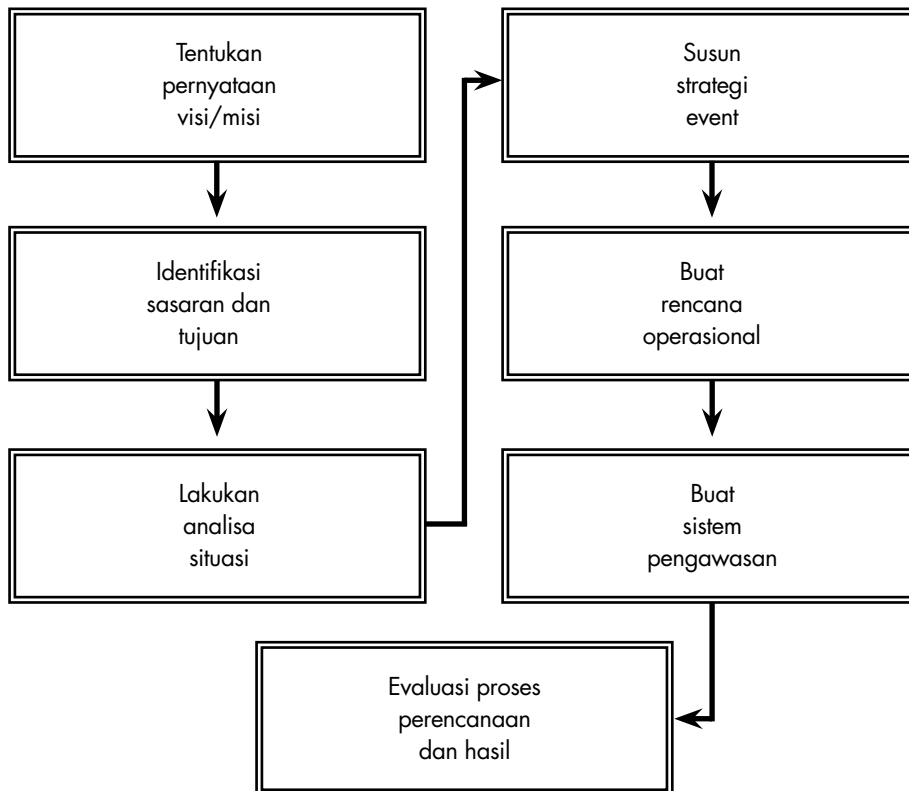 Tentukan
pernyataan
visi/misi
Identifikasi
sasaran dan
tujuan
Lakukan
analisa
situasi
Susun
strategi
event
Buat
rencana
operasional
Buat
sistem
pengawasan
Evaluasi proses
perencanaan
dan hasil